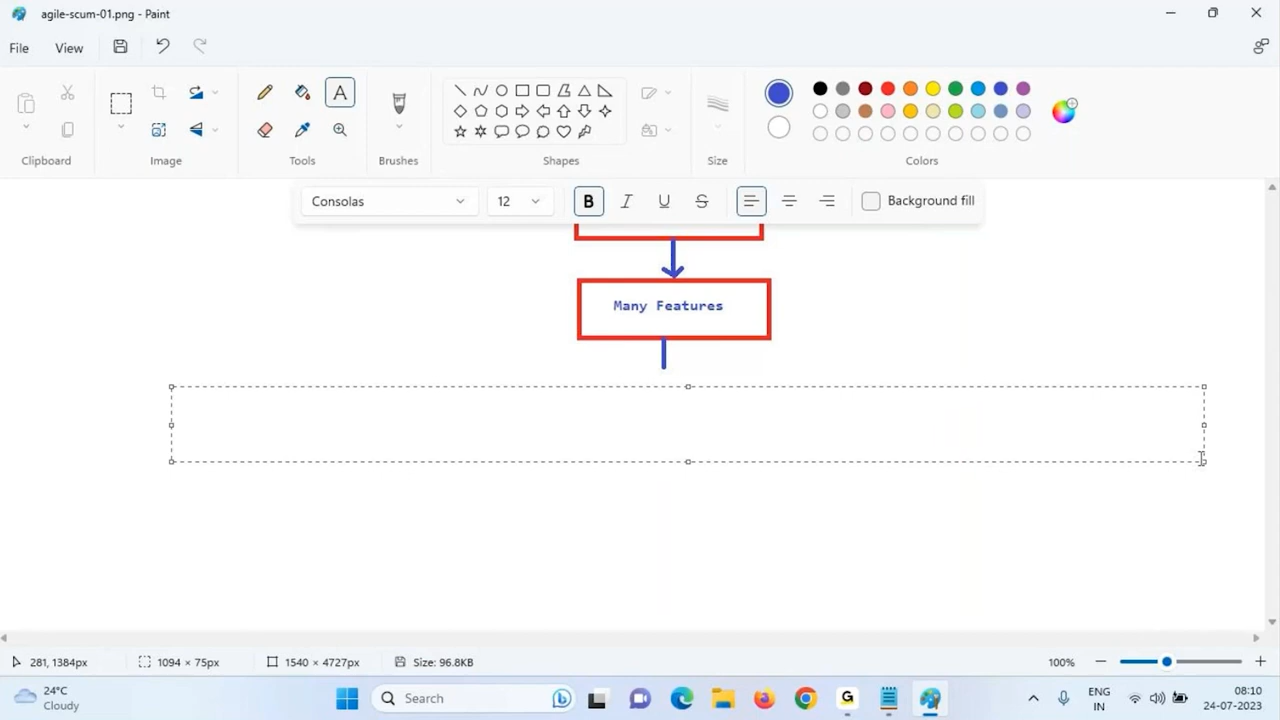 agile-scum-01.png - Paint
File
View
Clipboard
Image
Tools
Brushes
Shapes
Size
Colors
A
Consolas
12
B
I
U
S
Background fill
Many Features
281, 1384px
1094 × 75px
1540 × 4727px
Size: 96.8KB
100%
24°C
Cloudy
Search
ENG
IN
08:10
24-07-2023